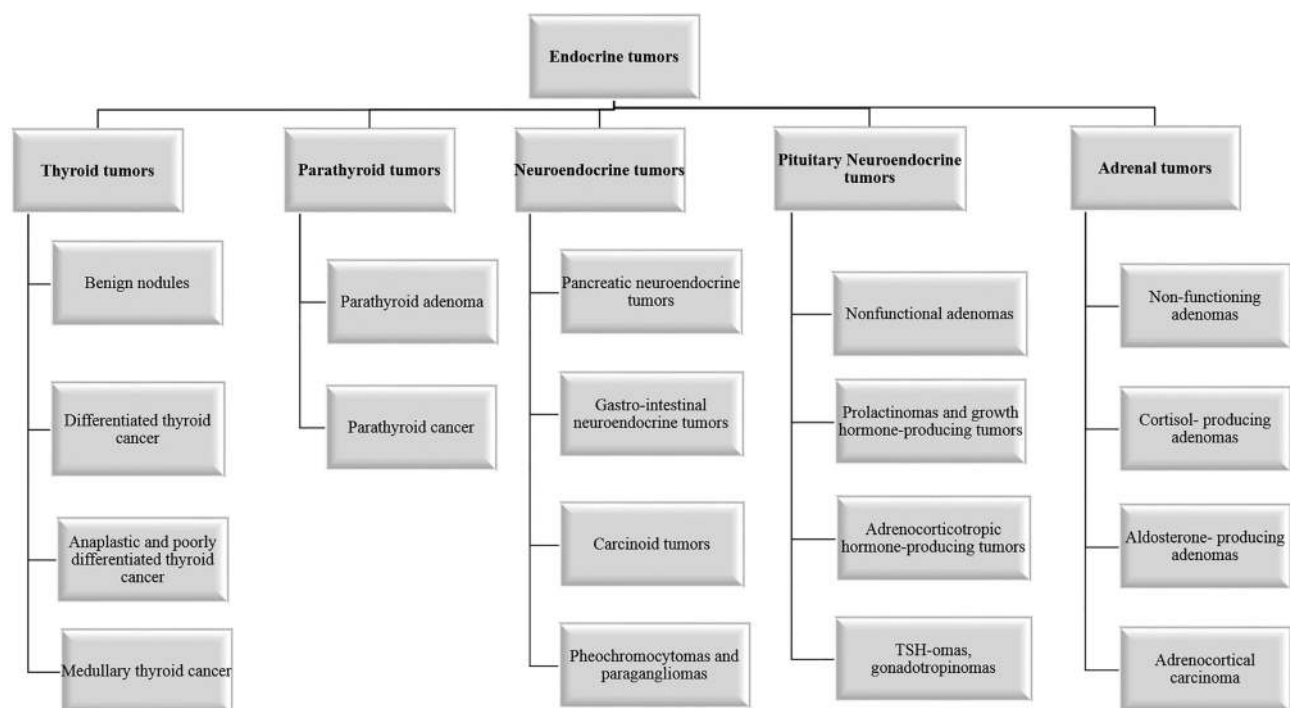 Endocrine tumors
Thyroid tumors
Parathyroid tumors
Neuroendocrine tumors
Pituitary Neuroendocrine
tumors
Adrenal tumors
Benign nodules
Differentiated thyroid
cancer
Anaplastic and poorly
differentiated thyroid
cancer
Medullary thyroid cancer
Parathyroid adenoma
Parathyroid cancer
Pancreatic neuroendocrine
tumors
Gastro-intestinal
neuroendocrine tumors
Carcinoid tumors
Pheochromocytomas and
paragangliomas
Nonfunctional adenomas
Prolactinomas and growth
hormone-producing tumors
Adrenocorticotropic
hormone-producing tumors
TSH-omas,
gonadotropinomas
Non-functioning
adenomas
Cortisol- producing
adenomas
Aldosterone- producing
adenomas
Adrenocortical
carcinoma